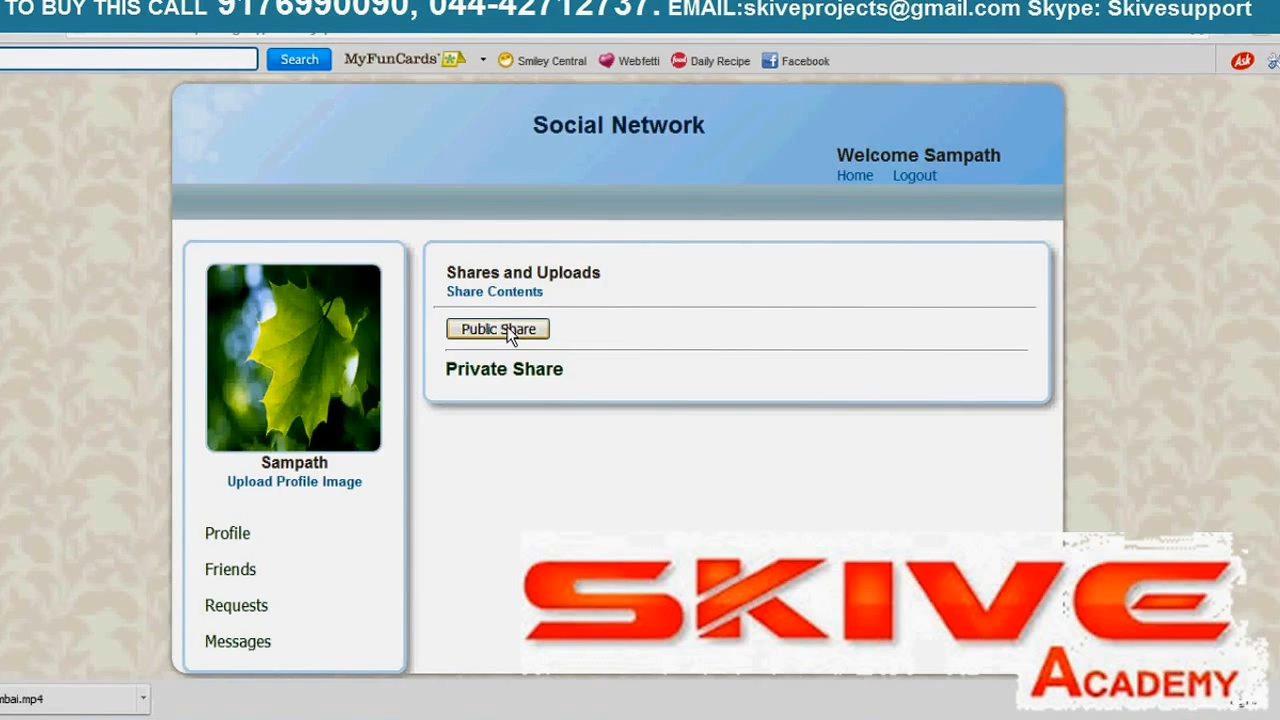 TO BUY THIS CALL 9176990090, 044-42712737. EMAIL:skiveprojects@gmail.com Skype: Skivesupport
Search MyFunCards Smiley Central Webfetti Daily Recipe Facebook Ask
Social Network
Welcome Sampath
Home Logout
Shares and Uploads
Share Contents
Public Share
Private Share
Sampath
Upload Profile Image
Profile
Friends
Requests
Messages
SKIVE
ACADEMY
nbai.mp4